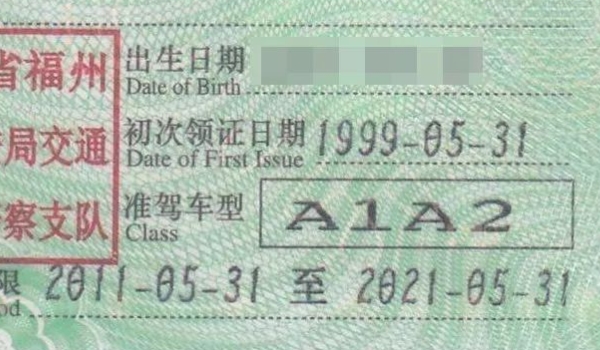 省福州
局交通
察支队
出生日期
Date of Birth
初次领证日期 1999-05-31
Date of First Issue
准驾车型 A1A2
Class
限 2011-05-31 至 2021-05-31
od